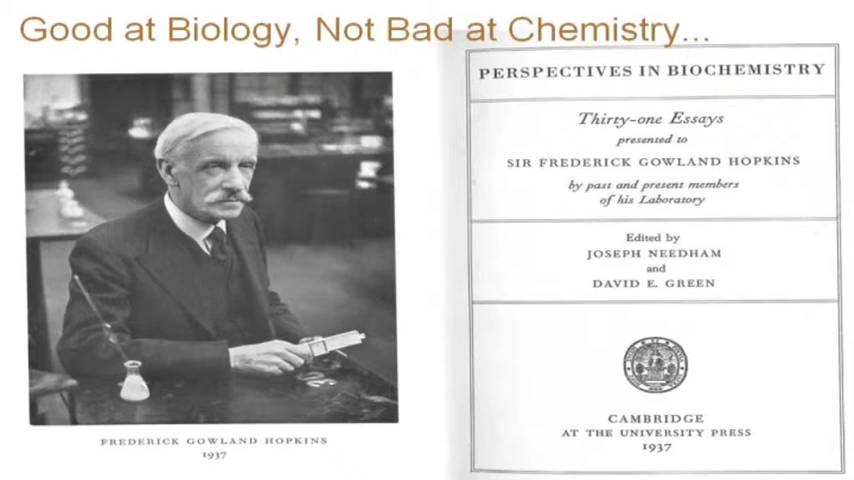 Good at Biology, Not Bad at Chemistry...
FREDERICK GOWLAND HOPKINS
1937
PERSPECTIVES IN BIOCHEMISTRY
Thirty-one Essays
presented to
SIR FREDERICK GOWLAND HOPKINS
by past and present members
of his Laboratory
Edited by
JOSEPH NEEDHAM
and
DAVID E. GREEN
CAMBRIDGE
AT THE UNIVERSITY PRESS
1937